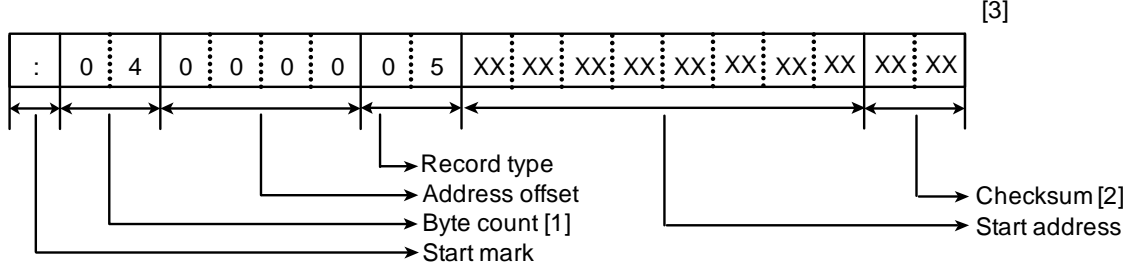 [3]
: 0 4 0 0 0 0 0 5 XX XX XX XX XX XX XX XX XX XX
Record type
Address offset
Checksum [2]
Byte count [1]
Start address
Start mark